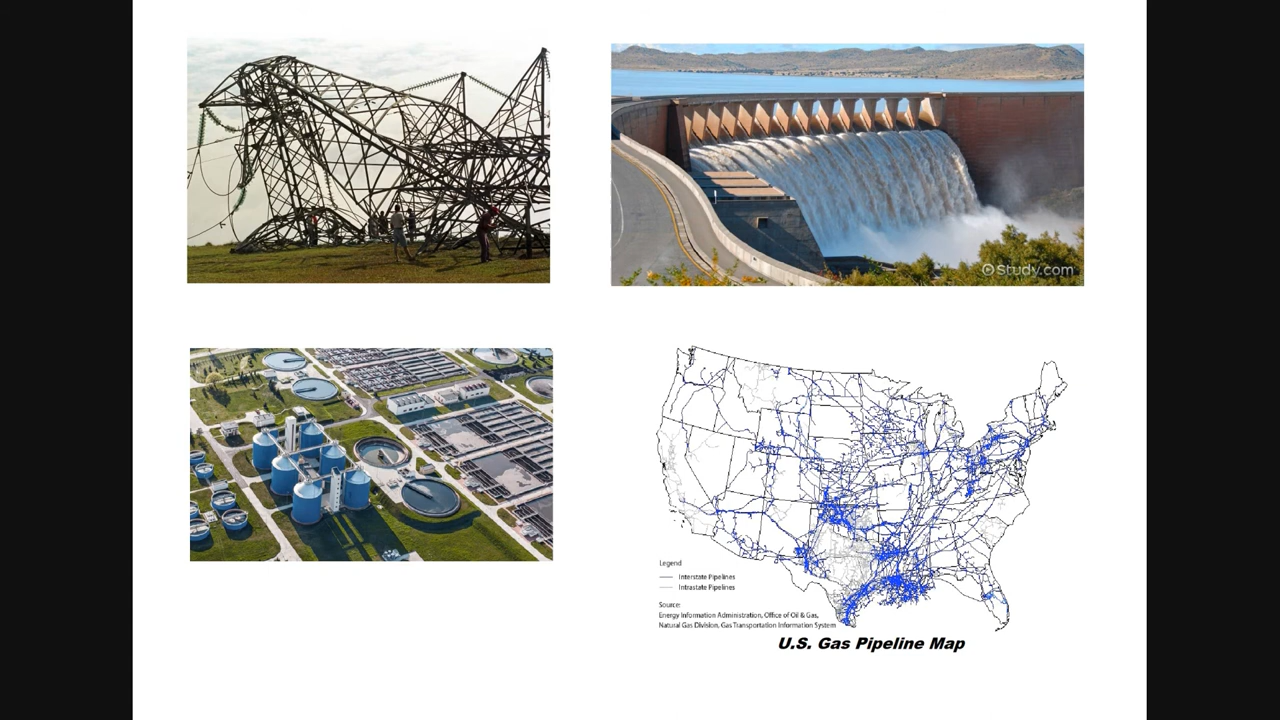 ©Study.com
Legend
Interstate Pipelines
Intrastate Pipelines
Source:
Energy Information Administration, Office of Oil & Gas,
Natural Gas Division, Gas Transportation Information System
U.S. Gas Pipeline Map